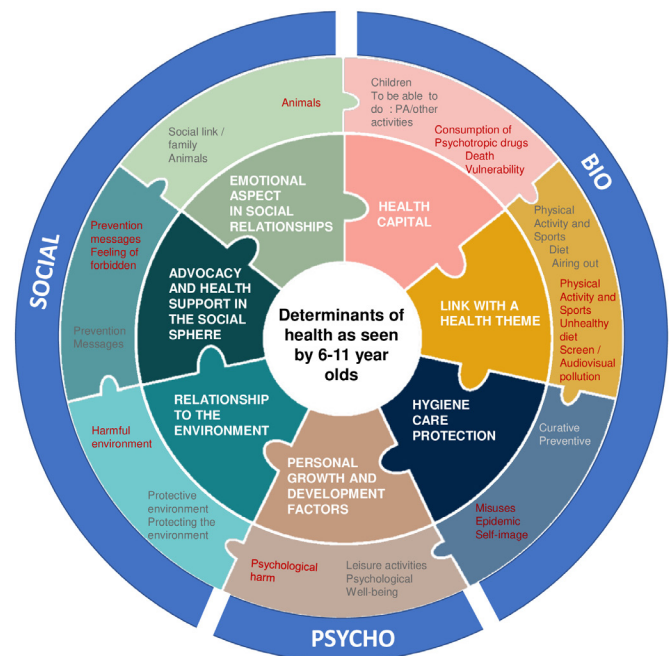 BIO
SOCIAL
PSYCHO
Determinants of
health as seen
by 6-11 year
olds
HEALTH
CAPITAL
Children
To be able to
do : PA/other
activities
Consumption of
Psychotropic drugs
Death
Vulnerability
LINK WITH A
HEALTH THEME
Physical
Activity and
Sports
Diet
Airing out
Physical
Activity and
Sports
Unhealthy
diet
Screen /
Audiovisual
pollution
HYGIENE
CARE
PROTECTION
Curative
Preventive
Misuses
Epidemic
Self-image
PERSONAL
GROWTH AND
DEVELOPMENT
FACTORS
Psychological
harm
Leisure activities
Psychological
Well-being
RELATIONSHIP
TO THE
ENVIRONMENT
Harmful
environment
Protective
environment
Protecting the
environment
ADVOCACY
AND HEALTH
SUPPORT IN
THE SOCIAL
SPHERE
Prevention
messages
Feeling of
forbidden
Prevention
Messages
EMOTIONAL
ASPECT
IN SOCIAL
RELATIONSHIPS
Animals
Social link /
family
Animals